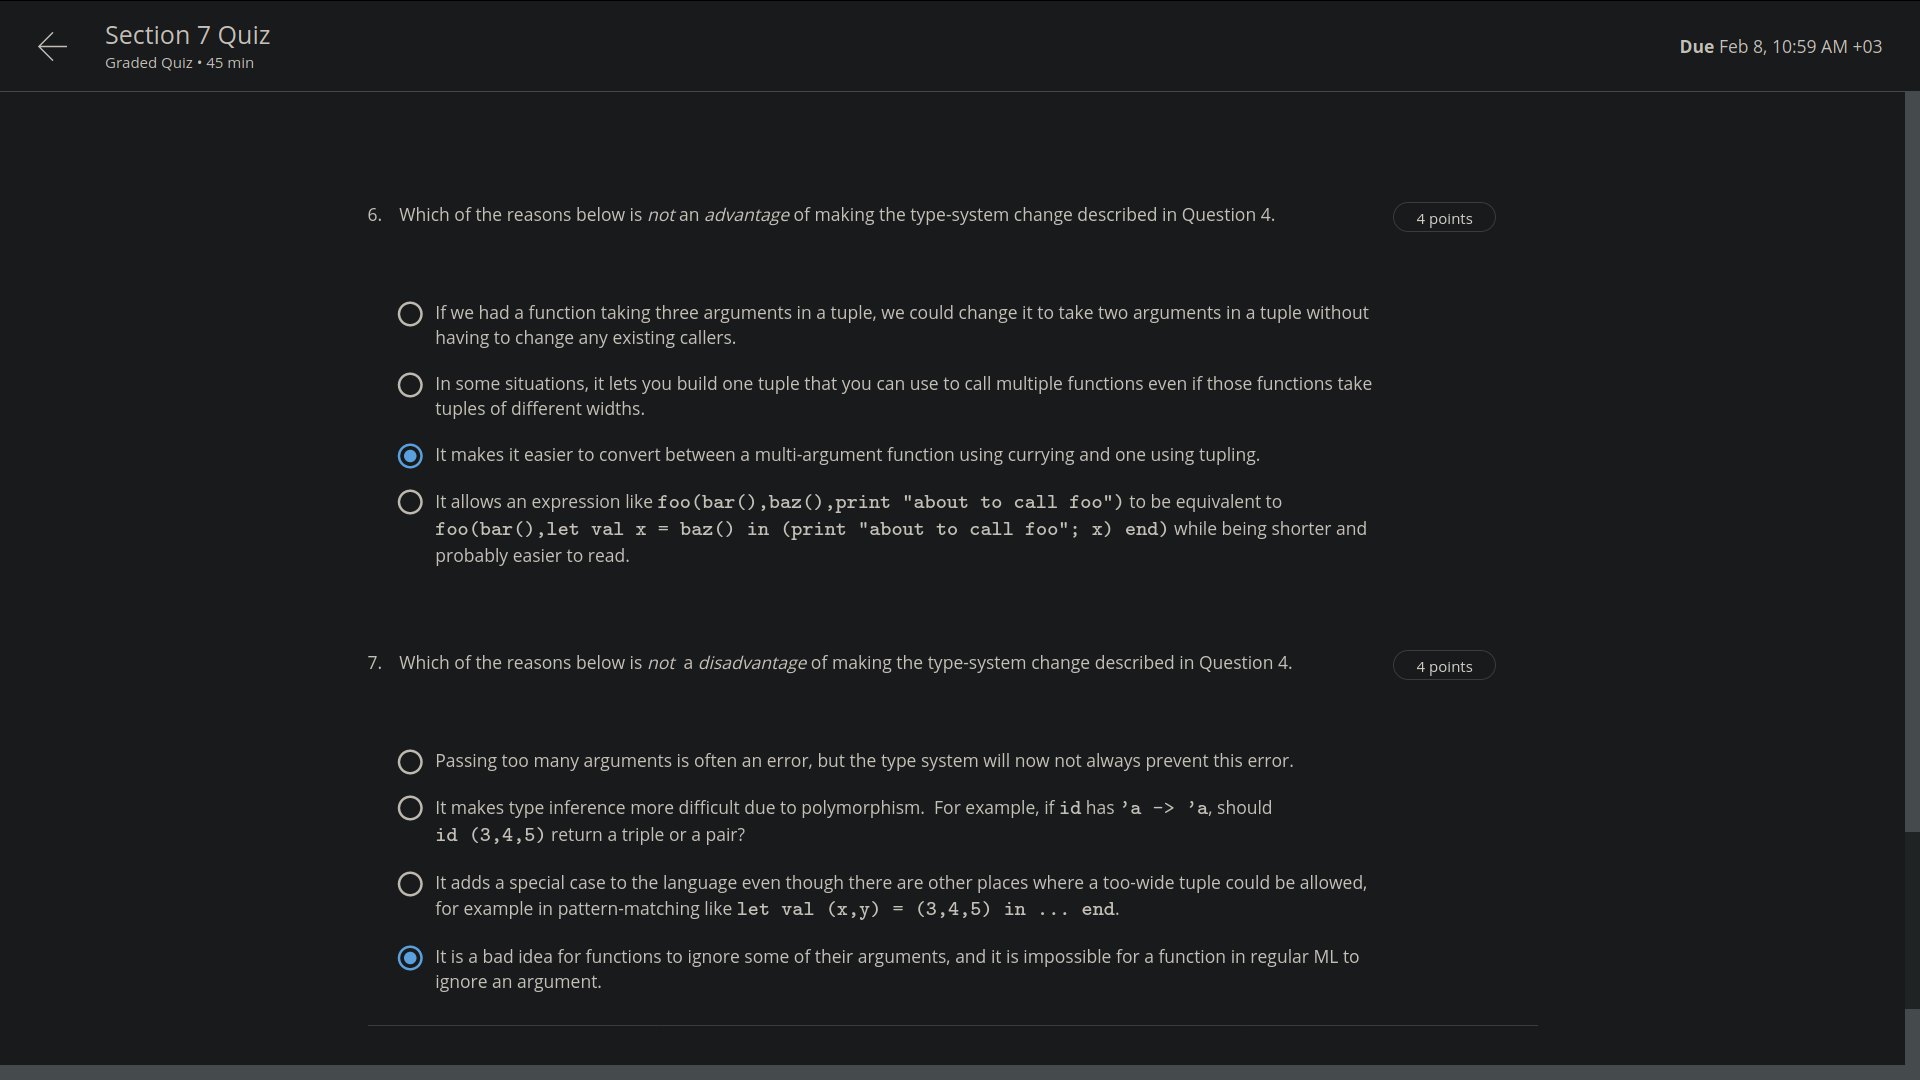 Section 7 Quiz
Graded Quiz • 45 min
Due Feb 8, 10:59 AM +03
6. Which of the reasons below is not an advantage of making the type-system change described in Question 4.
4 points
If we had a function taking three arguments in a tuple, we could change it to take two arguments in a tuple without
having to change any existing callers.
In some situations, it lets you build one tuple that you can use to call multiple functions even if those functions take
tuples of different widths.
It makes it easier to convert between a multi-argument function using currying and one using tupling.
It allows an expression like foo(bar(),baz(),print "about to call foo") to be equivalent to
foo(bar(),let val x = baz() in (print "about to call foo"; x) end) while being shorter and
probably easier to read.
7. Which of the reasons below is not a disadvantage of making the type-system change described in Question 4.
4 points
Passing too many arguments is often an error, but the type system will now not always prevent this error.
It makes type inference more difficult due to polymorphism. For example, if id has ’a -> ’a, should
id (3,4,5) return a triple or a pair?
It adds a special case to the language even though there are other places where a too-wide tuple could be allowed,
for example in pattern-matching like let val (x,y) = (3,4,5) in ... end.
It is a bad idea for functions to ignore some of their arguments, and it is impossible for a function in regular ML to
ignore an argument.